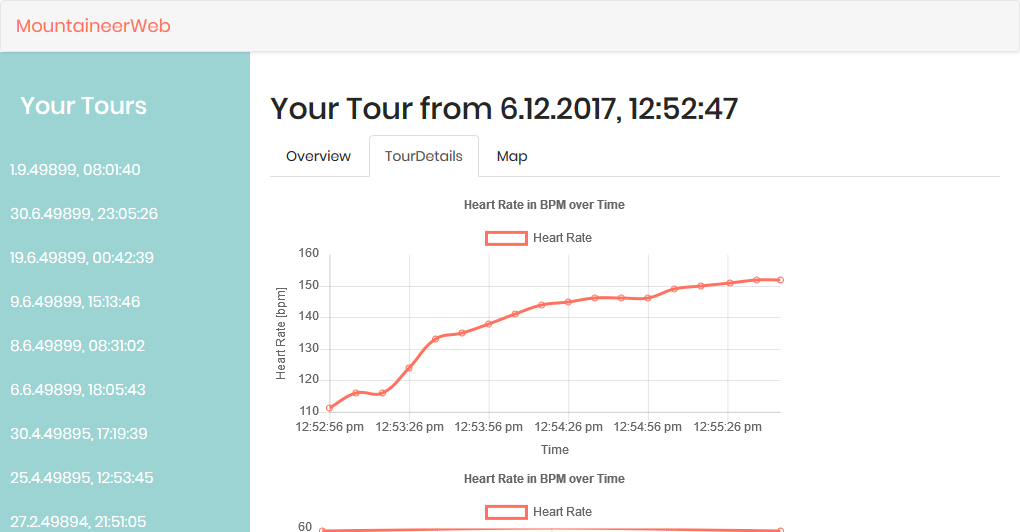 MountaineerWeb
Your Tours
1.9.49899, 08:01:40
30.6.49899, 23:05:26
19.6.49899, 00:42:39
9.6.49899, 15:13:46
8.6.49899, 08:31:02
6.6.49899, 18:05:43
30.4.49895, 17:19:39
25.4.49895, 12:53:45
27.2.49894, 21:51:05
Your Tour from 6.12.2017, 12:52:47
Overview TourDetails Map
Heart Rate in BPM over Time
Heart Rate
160
150
140
130
120
110
Heart Rate [bpm]
12:52:56 pm 12:53:26 pm 12:53:56 pm 12:54:26 pm 12:54:56 pm 12:55:26 pm
Time
Heart Rate in BPM over Time
Heart Rate
60